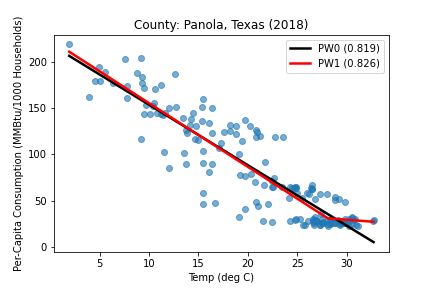 County: Panola, Texas (2018)
PW0 (0.819)
PW1 (0.826)
Per-Capita Consumption (MMBtu/1000 Households)
200
150
100
50
0
5 10 15 20 25 30
Temp (deg C)